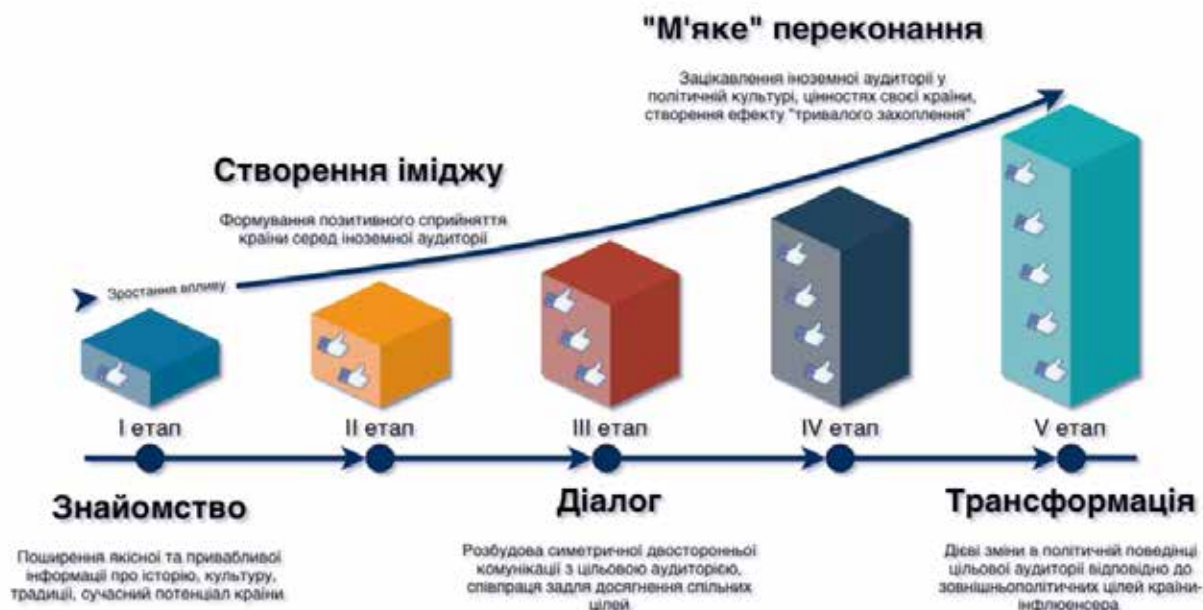 "М'яке" переконання
Зацікавлення іноземної аудиторії у
політичній культурі, цінностях своєї країни,
створення ефекту "тривалого захоплення"
Створення іміджу
Формування позитивного сприйняття
країни серед іноземної аудиторії
Зростання впливу
I етап
II етап
III етап
IV етап
V етап
Знайомство
Поширення якісної та привабливої
інформації про історію, культуру,
традиції, сучасний потенціал країни
Діалог
Розбудова симетричної двосторонньої
комунікації з цільовою аудиторією,
співпраця задля досягнення спільних
цілей
Трансформація
Дієві зміни в політичній поведінці
цільової аудиторії відповідно до
зовнішньополітичних цілей країни-
інфлюенсера